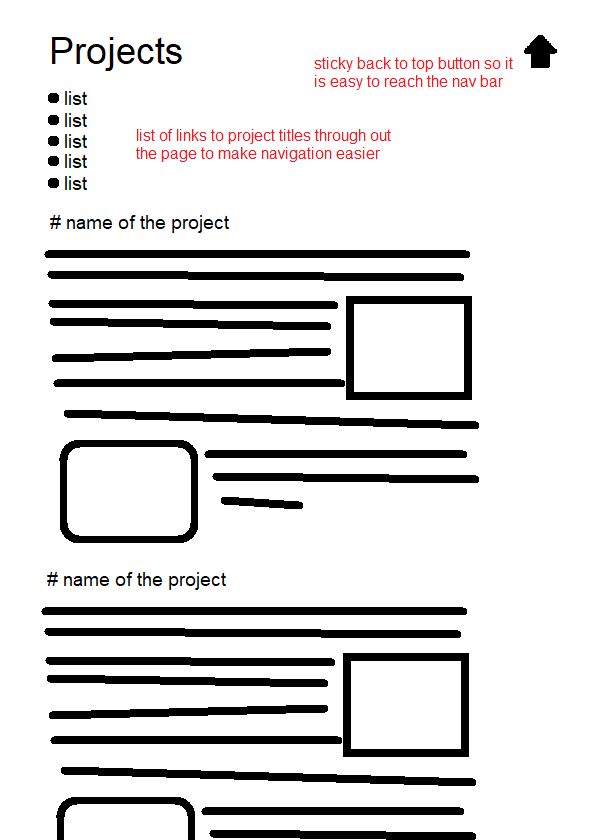 Projects
sticky back to top button so it
is easy to reach the nav bar
list
list
list
list
list
list of links to project titles through out
the page to make navigation easier
# name of the project
# name of the project